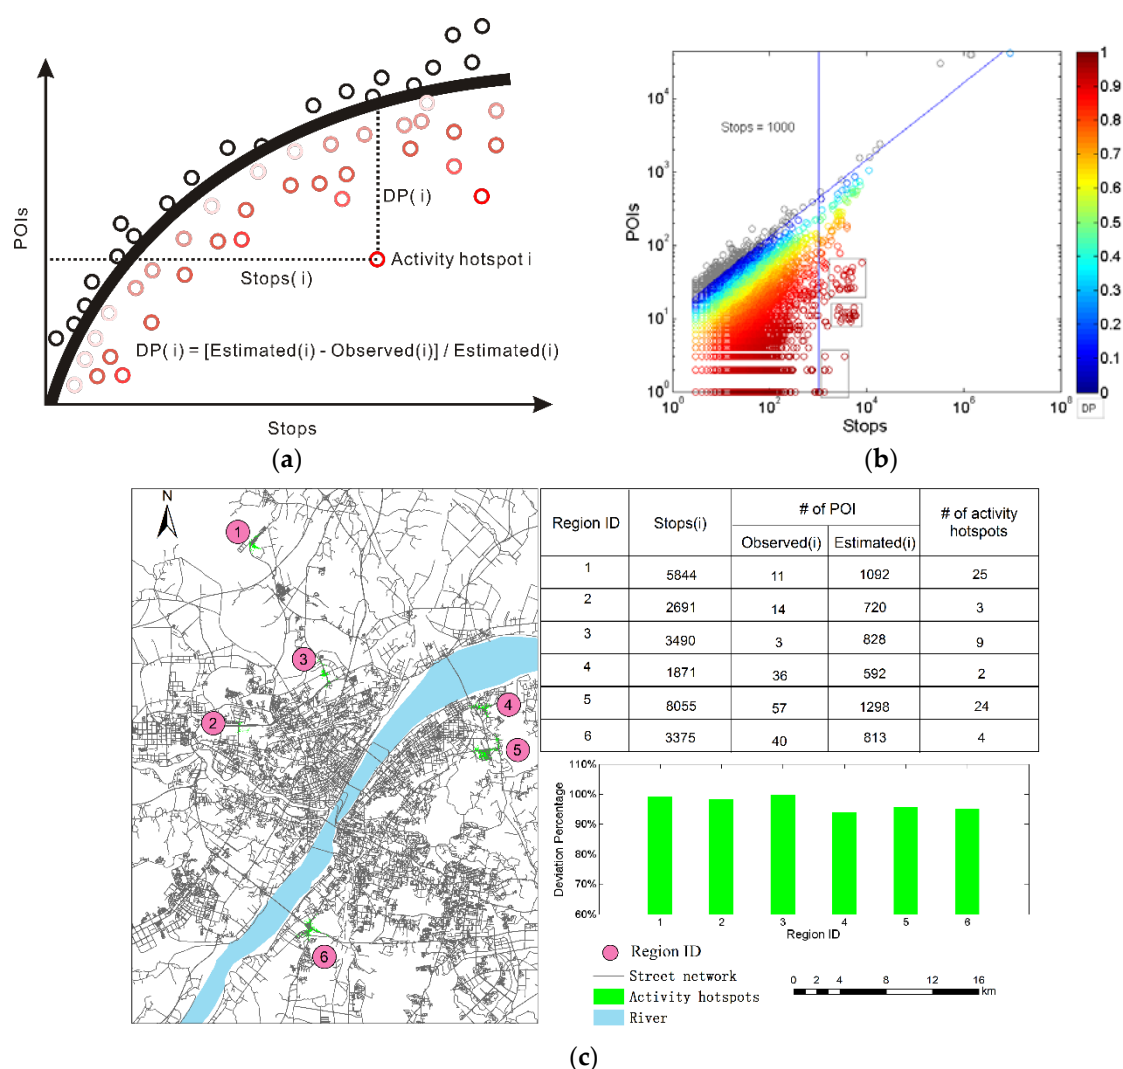 POIs
DP( i )
Activity hotspot i
Stops( i )
DP( i ) = [Estimated(i) - Observed(i)] / Estimated(i)
Stops
(a)
POIs
10^4
10^3
10^2
10^1
10^0
Stops = 1000
10^0
10^2
10^4
10^6
10^8
Stops
1
0.9
0.8
0.7
0.6
0.5
0.4
0.3
0.2
0.1
0
DP
(b)
N
1
3
2
4
5
6
Region ID Stops(i) # of POI # of activity hotspots
Observed(i) Estimated(i)
1 5844 11 1092 25
2 2691 14 720 3
3 3490 3 828 9
4 1871 36 592 2
5 8055 57 1298 24
6 3375 40 813 4
Deviation Percentage
110%
100%
90%
80%
70%
60%
1 2 3 4 5 6
Region ID
Region ID
Street network
Activity hotspots
River
0 2 4 8 12 16
km
(c)